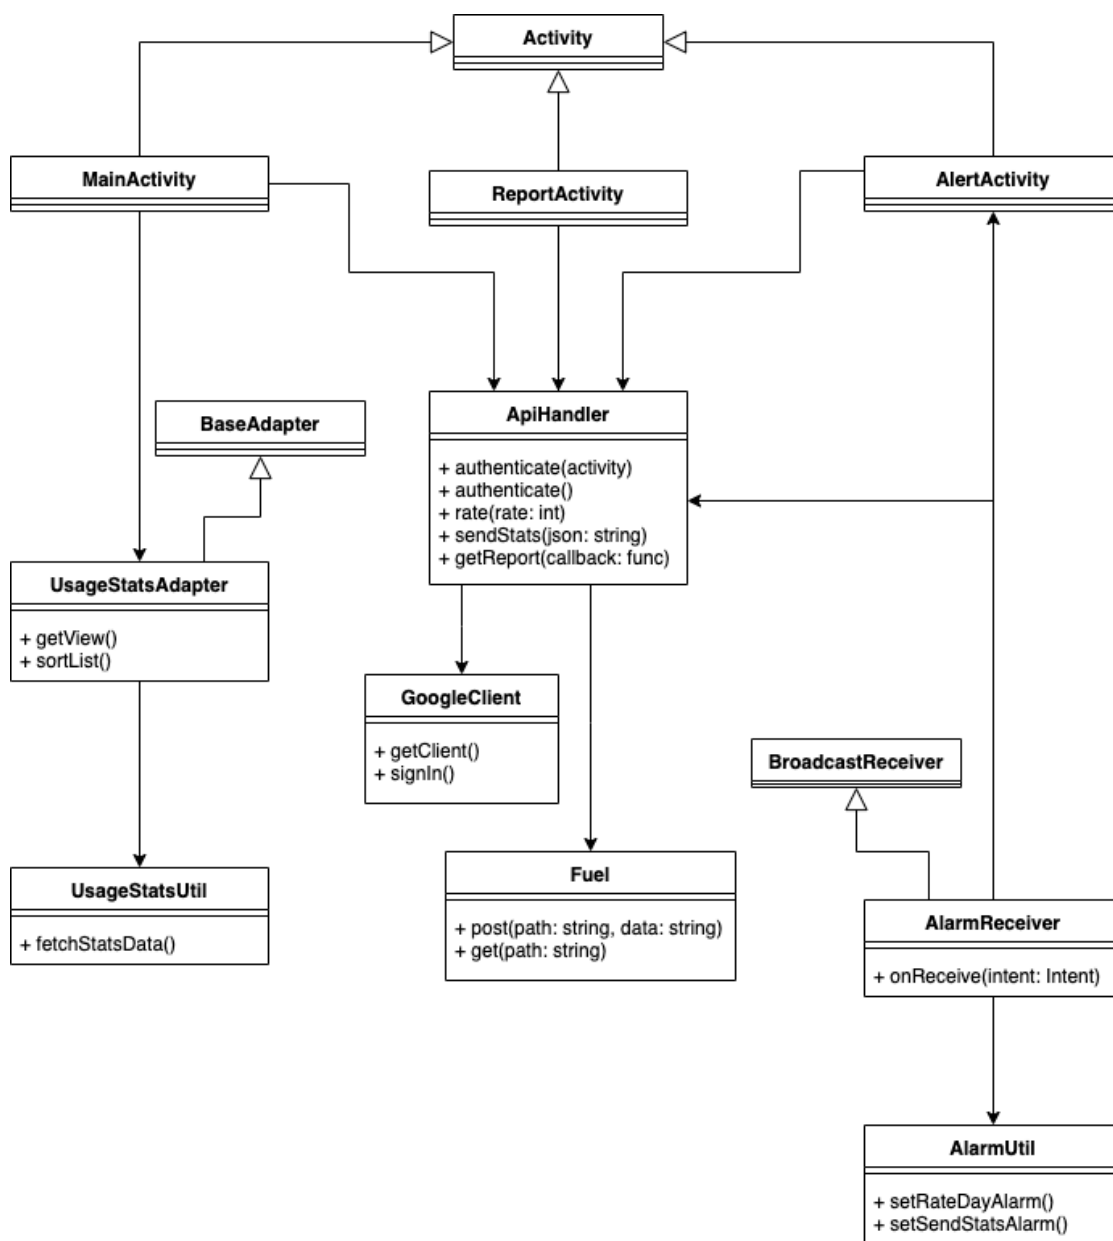 Activity
MainActivity
ReportActivity
AlertActivity
BaseAdapter
ApiHandler
+ authenticate(activity)
+ authenticate()
+ rate(rate: int)
+ sendStats(json: string)
+ getReport(callback: func)
UsageStatsAdapter
+ getView()
+ sortList()
GoogleClient
+ getClient()
+ signIn()
BroadcastReceiver
UsageStatsUtil
+ fetchStatsData()
Fuel
+ post(path: string, data: string)
+ get(path: string)
AlarmReceiver
+ onReceive(intent: Intent)
AlarmUtil
+ setRateDayAlarm()
+ setSendStatsAlarm()